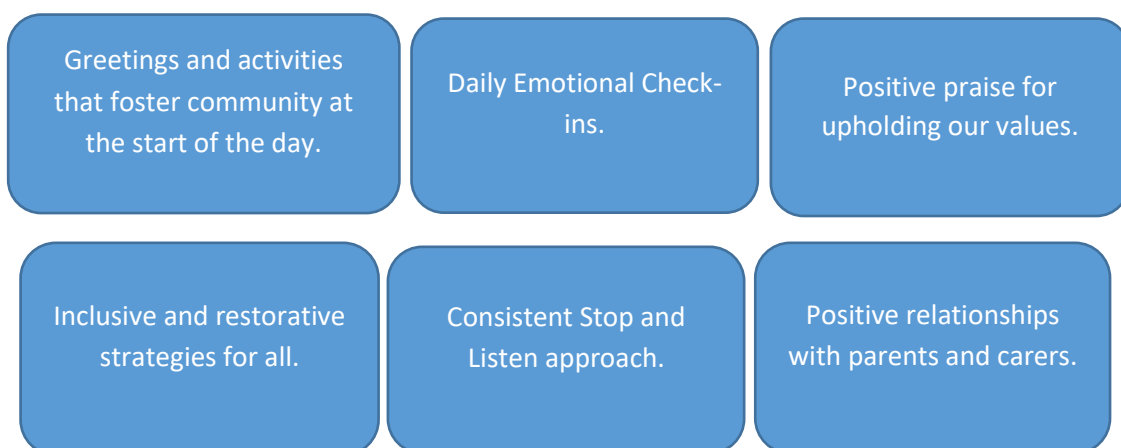 Greetings and activities
that foster community at
the start of the day.
Daily Emotional Check-
ins.
Positive praise for
upholding our values.
Inclusive and restorative
strategies for all.
Consistent Stop and
Listen approach.
Positive relationships
with parents and carers.